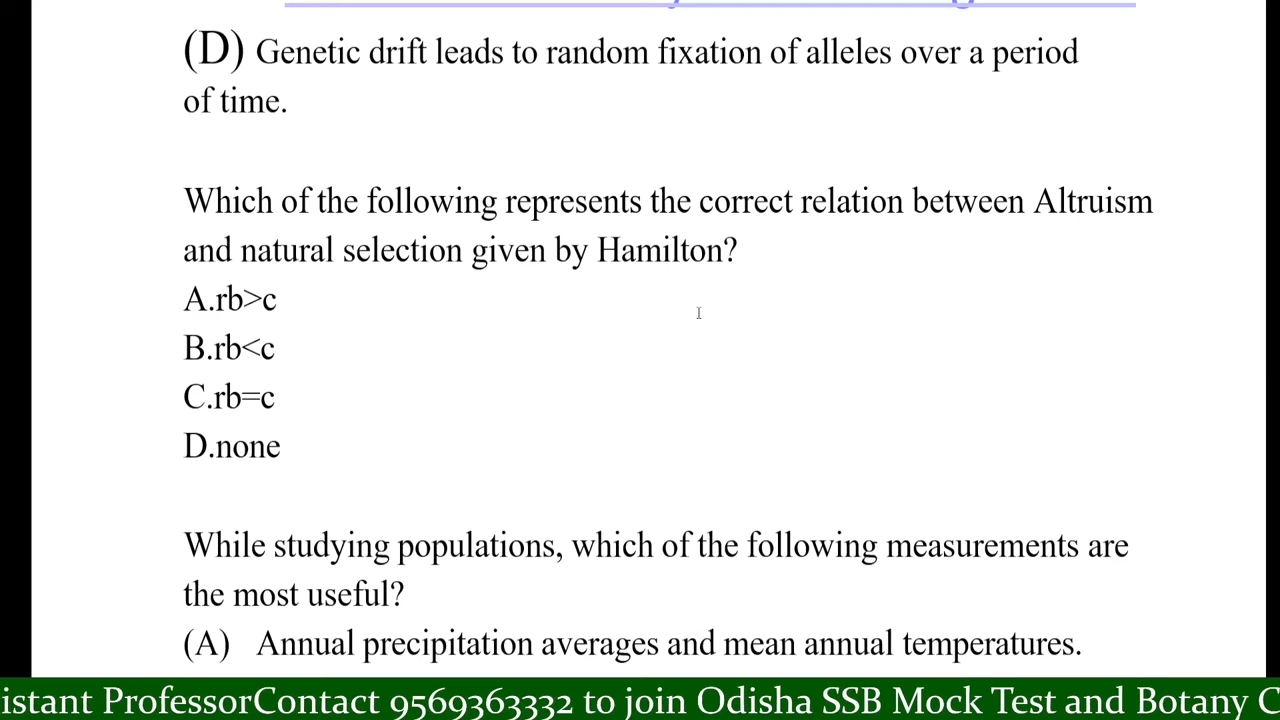 (D) Genetic drift leads to random fixation of alleles over a period
of time.
Which of the following represents the correct relation between Altruism
and natural selection given by Hamilton?
A.rb>c
B.rb<c
C.rb=c
D.none
While studying populations, which of the following measurements are
the most useful?
(A) Annual precipitation averages and mean annual temperatures.
istant ProfessorContact 9569363332 to join Odisha SSB Mock Test and Botany C